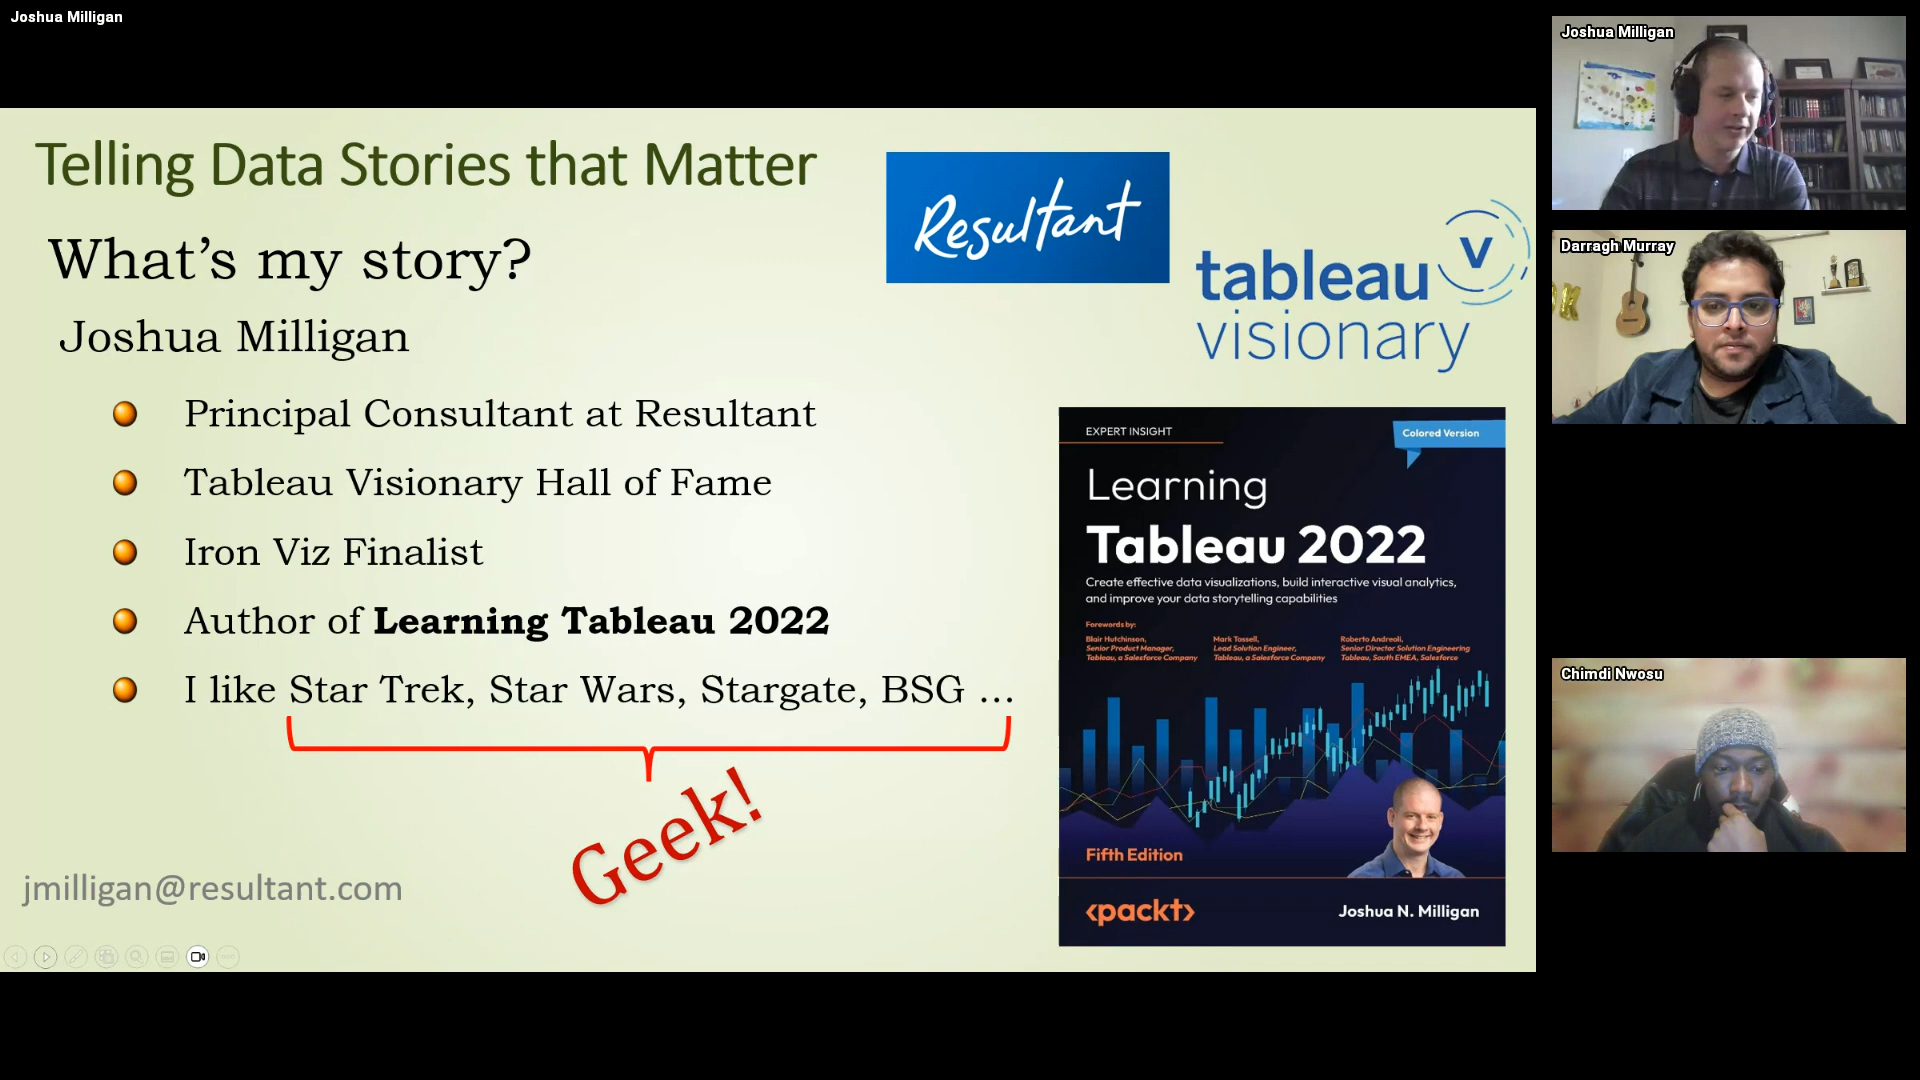 Joshua Milligan
Telling Data Stories that Matter
What's my story?
Joshua Milligan
Principal Consultant at Resultant
Tableau Visionary Hall of Fame
Iron Viz Finalist
Author of Learning Tableau 2022
I like Star Trek, Star Wars, Stargate, BSG ...
Geek!
jmilligan@resultant.com
Resultant
tableau
visionary
V
EXPERT INSIGHT
Colored Version
Learning
Tableau 2022
Create effective data visualizations, build interactive visual analytics,
and improve your data storytelling capabilities
Forewords by:
Blair Hutchinson,
Senior Product Manager,
Tableau, a Salesforce Company
Mark Tossell,
Lead Solution Engineer,
Tableau, a Salesforce Company
Roberto Andreoli,
Senior Director Solution Engineering
Tableau, South EMEA, Salesforce
Fifth Edition
<packt>
Joshua N. Milligan
Joshua Milligan
Darragh Murray
Chimdi Nwosu